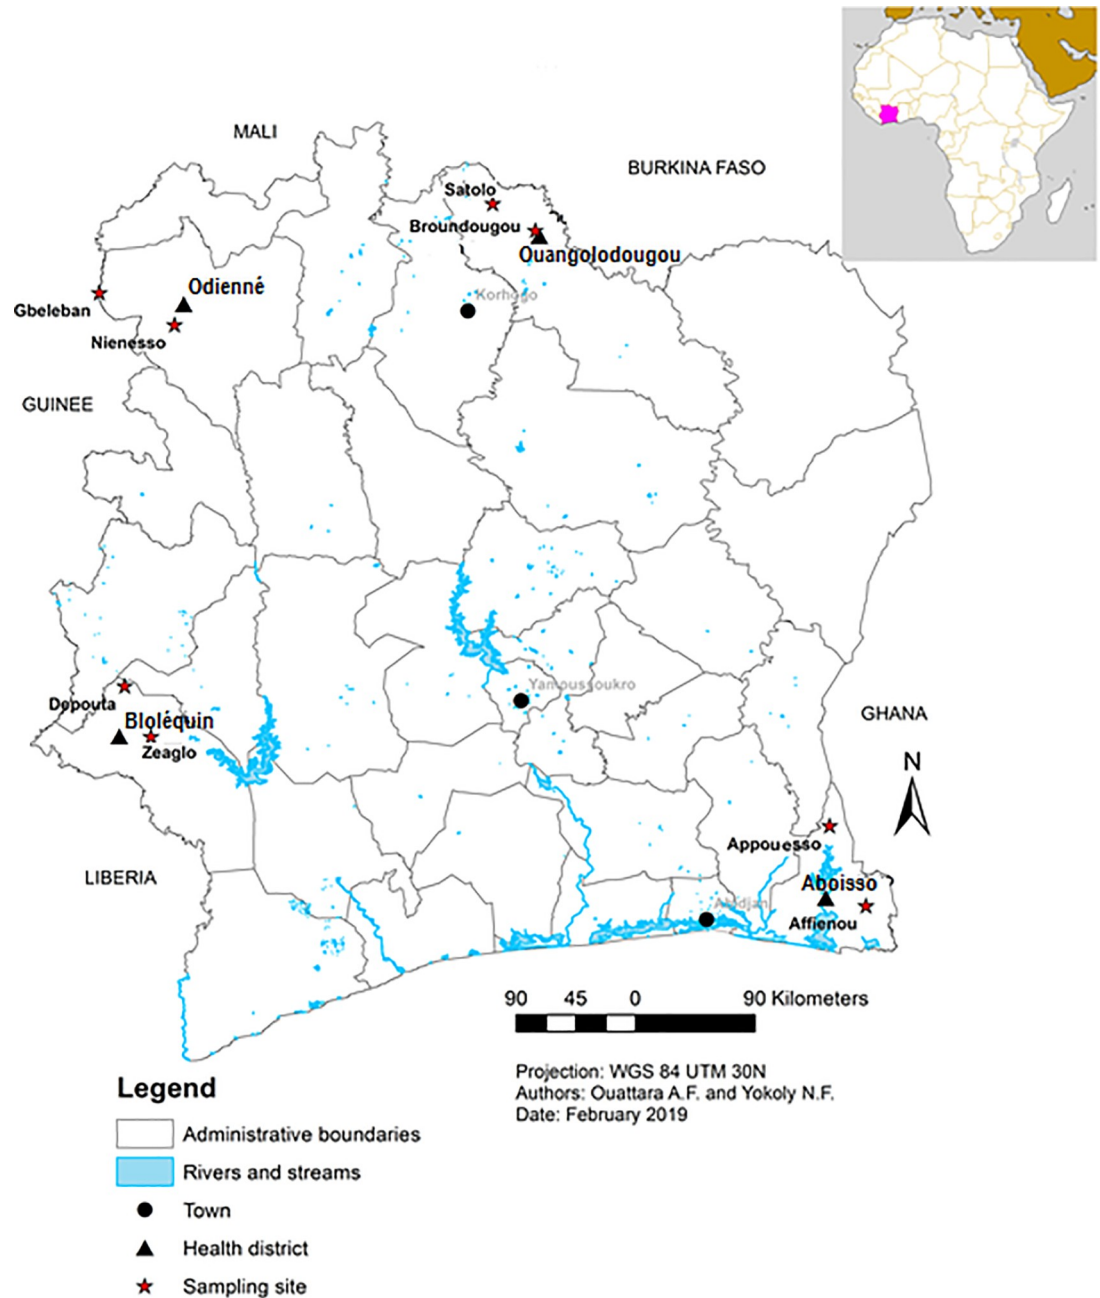 MALI
BURKINA FASO
Satolo
Broundougou
Ouangolodougou
Odienné
Gbeleban
Korhogo
Nienesso
GUINEE
Yamoussoukro
Depouta
Bloléquin
Zeaglo
GHANA
N
Appouesso
LIBERIA
Aboisso
Abidjan
Affienou
90 45 0 90 Kilometers
Projection: WGS 84 UTM 30N
Authors: Ouattara A.F. and Yokoly N.F.
Date: February 2019
Legend
Administrative boundaries
Rivers and streams
Town
Health district
Sampling site